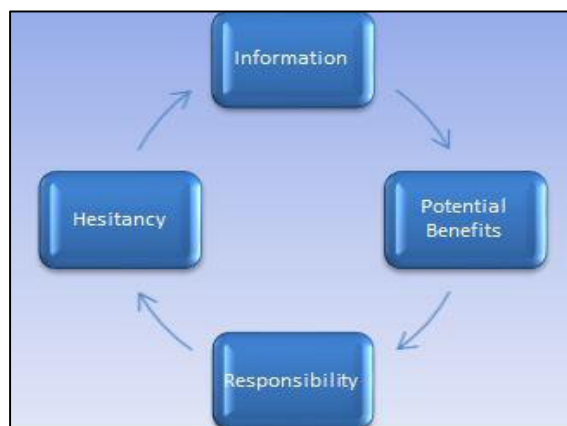 Information
Potential
Benefits
Responsibility
Hesitancy